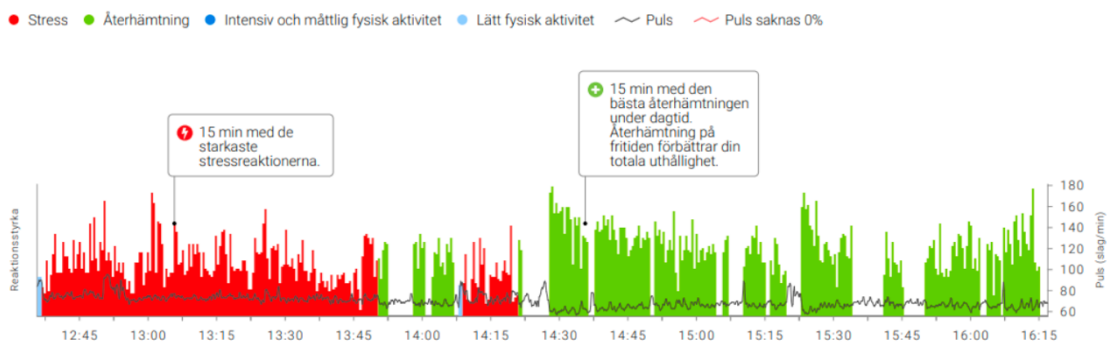 Stress Återhämtning Intensiv och måttlig fysisk aktivitet Lätt fysisk aktivitet Puls Puls saknas 0%
15 min med de
starkaste
stressreaktionerna.
15 min med den
bästa återhämtningen
under dagtid.
Återhämtning på
fritiden förbättrar din
totala uthållighet.
Reaktionsstyrka
180
160
140
120
100
80
60
Puls (slag/min)
12:45 13:00 13:15 13:30 13:45 14:00 14:15 14:30 14:45 15:00 15:15 15:30 15:45 16:00 16:15